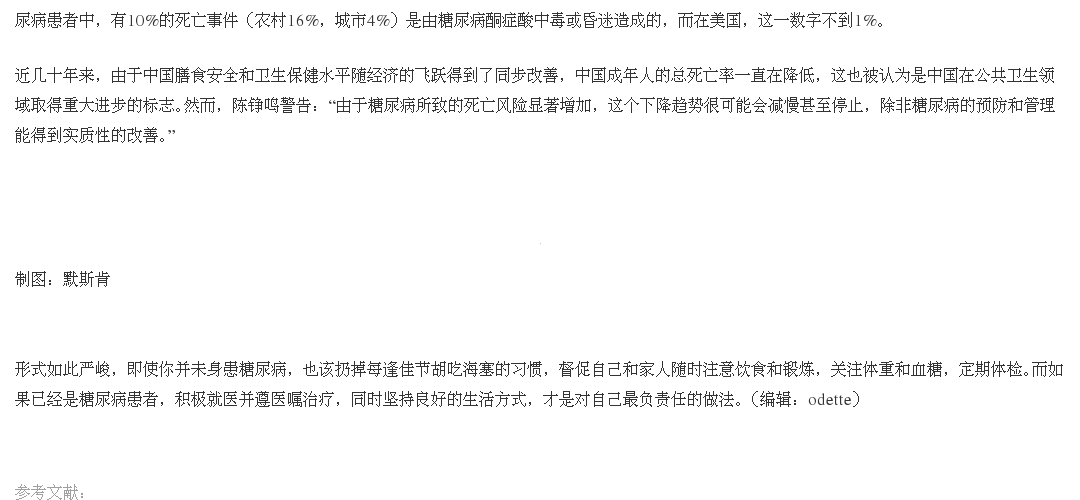 尿病患者中，有10%的死亡事件（农村16%，城市4%）是由糖尿病酮症酸中毒或昏迷造成的，而在美国，这一数字不到1%。
近几十年来，由于中国膳食安全和卫生保健水平随经济的飞跃得到了同步改善，中国成年人的总死亡率一直在降低，这也被认为是中国在公共卫生领
域取得重大进步的标志。然而，陈铮鸣警告：“由于糖尿病所致的死亡风险显著增加，这个下降趋势很可能会减慢甚至停止，除非糖尿病的预防和管理
能得到实质性的改善。”
制图：默斯肯
形式如此严峻，即使你并未身患糖尿病，也该扔掉每逢佳节胡吃海塞的习惯，督促自己和家人随时注意饮食和锻炼，关注体重和血糖，定期体检。而如
果已经是糖尿病患者，积极就医并遵医嘱治疗，同时坚持良好的生活方式，才是对自己最负责任的做法。（编辑：odette）
参考文献：